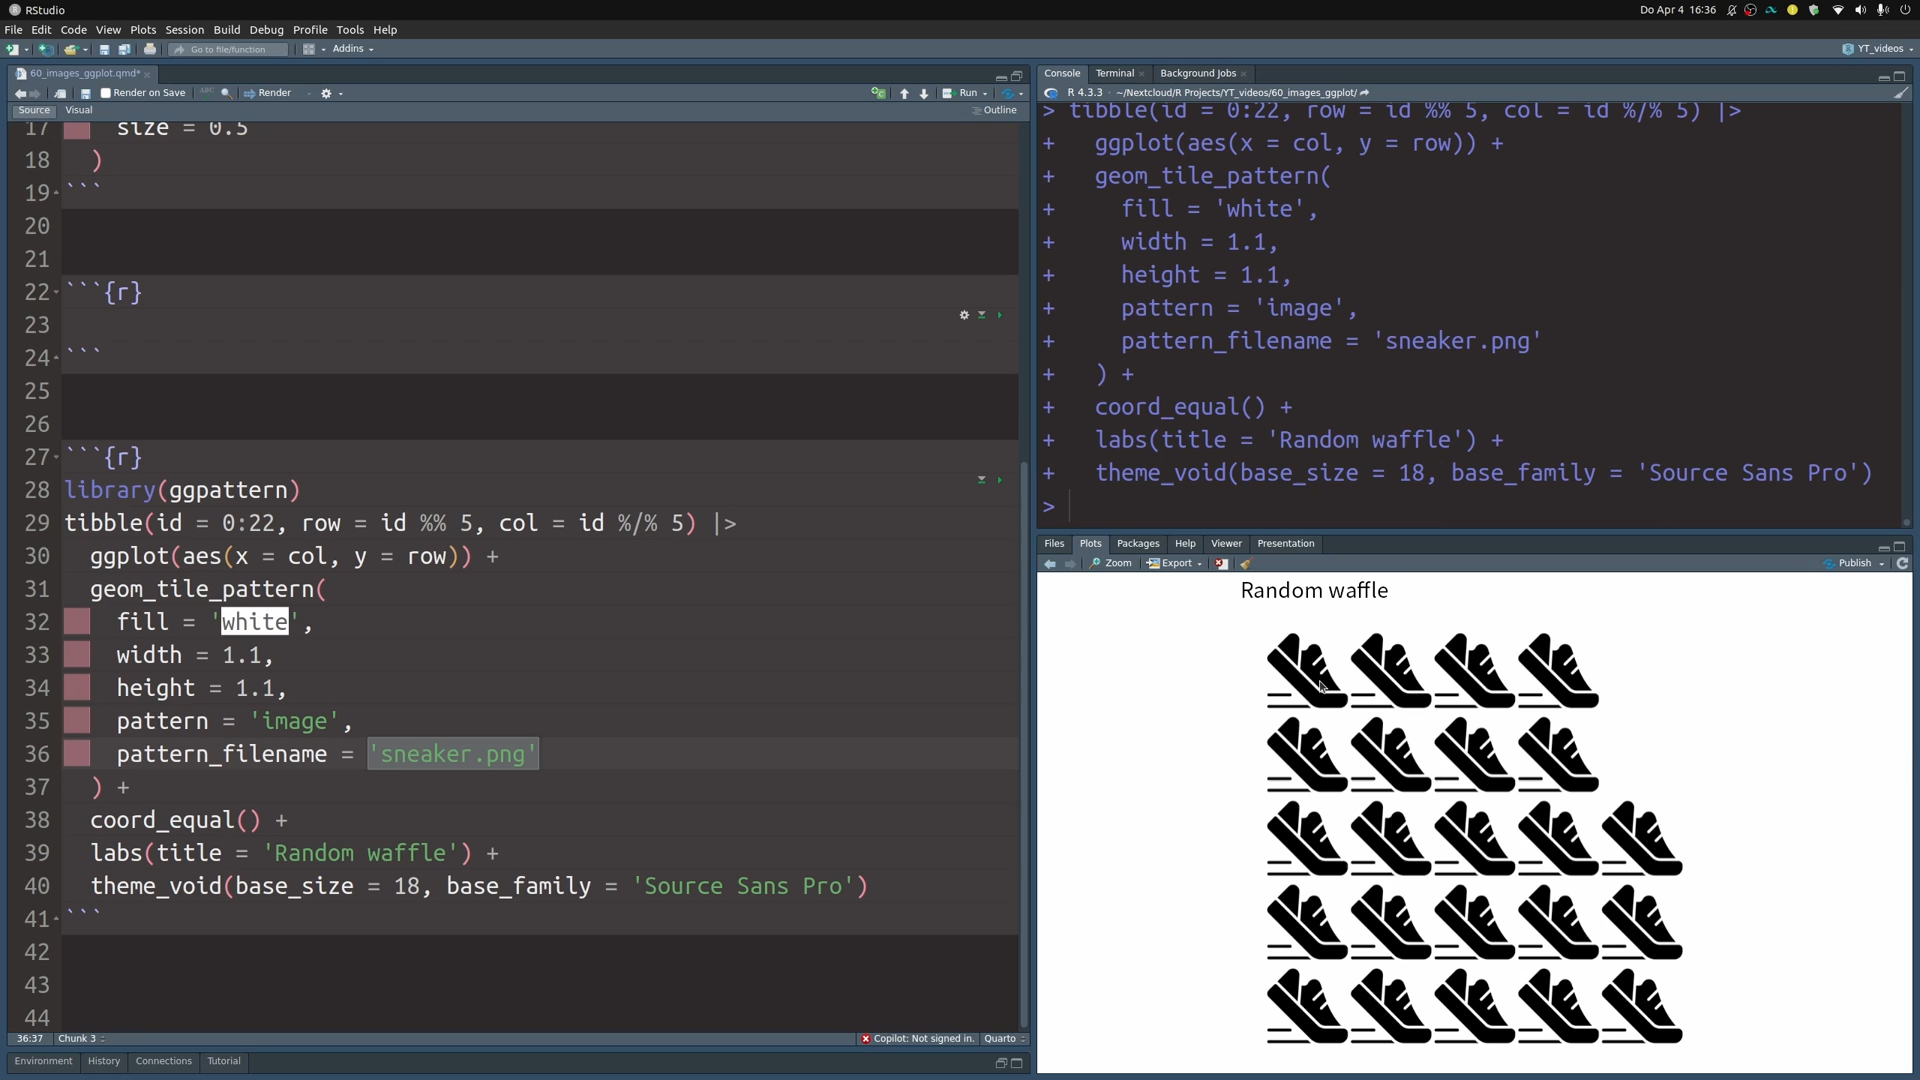 RStudio
Do Apr 4 16:36
File Edit Code View Plots Session Build Debug Profile Tools Help
Go to file/function Addins YT_videos
60_images_ggplot.qmd*
Render on Save ABC Render Run
Source Visual Outline
17 size = 0.5
18 )
19 ```
20
21
22 ```{r}
23
24 ```
25
26
27 ```{r}
28 library(ggpattern)
29 tibble(id = 0:22, row = id %% 5, col = id %/% 5) |>
30 ggplot(aes(x = col, y = row)) +
31 geom_tile_pattern(
32 fill = 'white',
33 width = 1.1,
34 height = 1.1,
35 pattern = 'image',
36 pattern_filename = 'sneaker.png'
37 ) +
38 coord_equal() +
39 labs(title = 'Random waffle') +
40 theme_void(base_size = 18, base_family = 'Source Sans Pro')
41 ```
42
43
44
36:37 Chunk 3 Copilot: Not signed in. Quarto
Environment History Connections Tutorial
Console Terminal Background Jobs
R 4.3.3 · ~/Nextcloud/R Projects/YT_videos/60_images_ggplot/
> tibble(id = 0:22, row = id %% 5, col = id %/% 5) |>
+ ggplot(aes(x = col, y = row)) +
+ geom_tile_pattern(
+ fill = 'white',
+ width = 1.1,
+ height = 1.1,
+ pattern = 'image',
+ pattern_filename = 'sneaker.png'
+ ) +
+ coord_equal() +
+ labs(title = 'Random waffle') +
+ theme_void(base_size = 18, base_family = 'Source Sans Pro')
>
Files Plots Packages Help Viewer Presentation
Zoom Export Publish
Random waffle